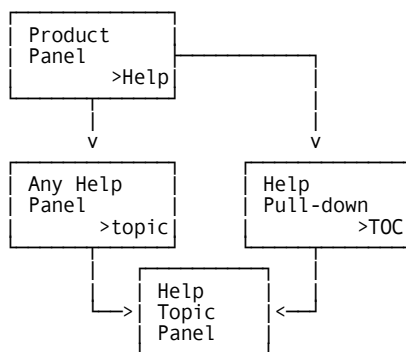 Product
Panel
>Help
v
v
Any Help
Panel
>topic
Help
Pull-down
>TOC
Help
Topic
Panel